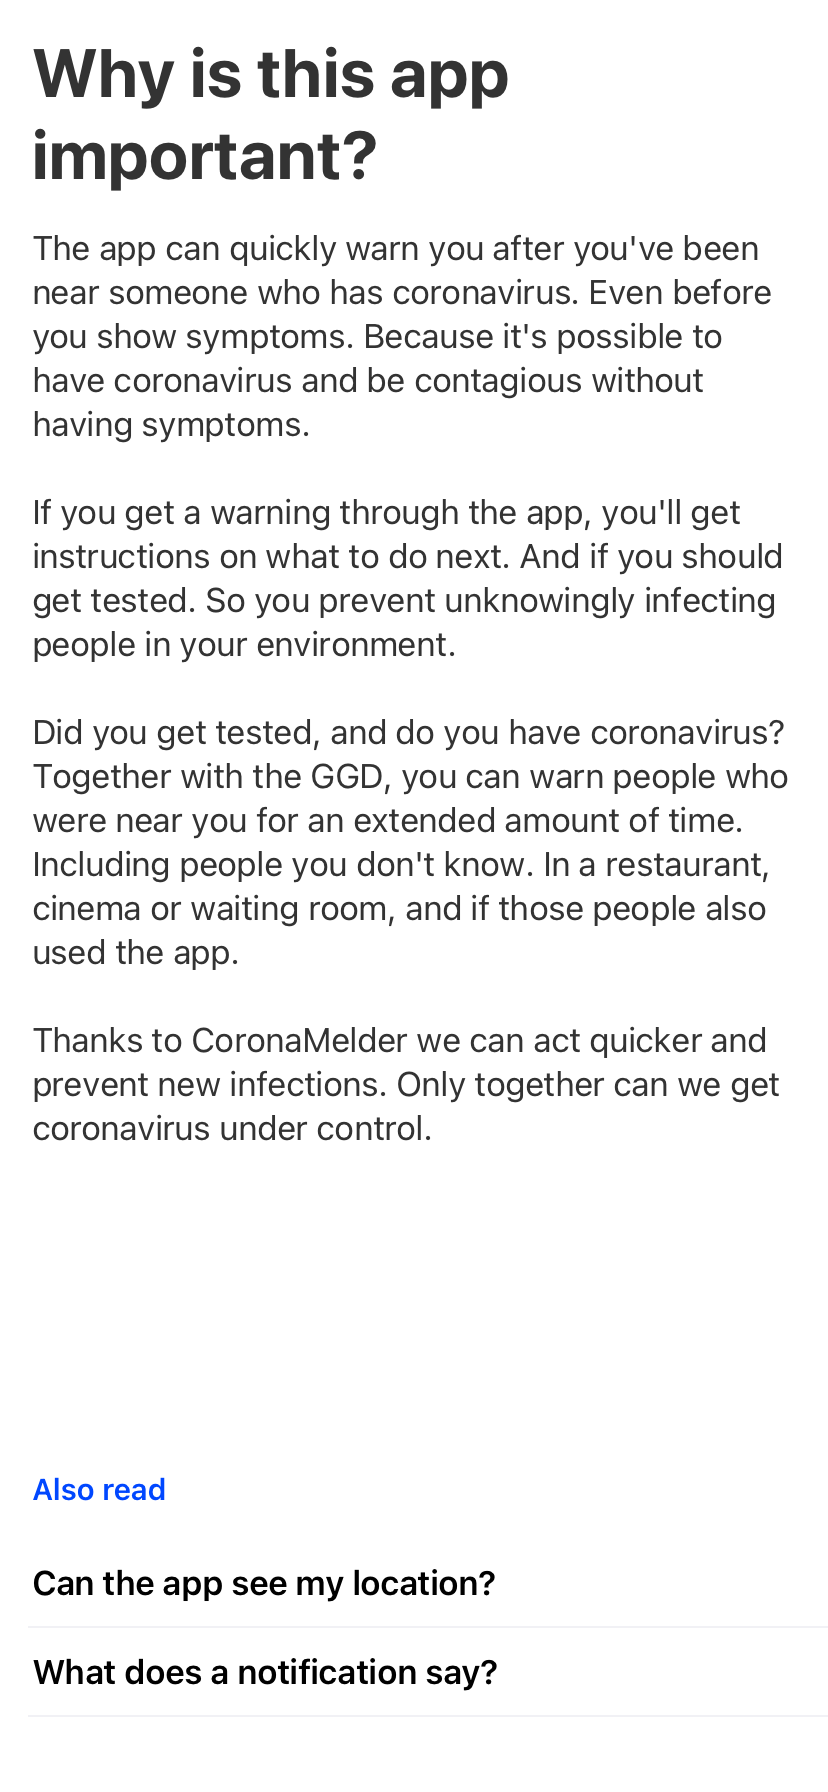 Why is this app
important?
The app can quickly warn you after you've been
near someone who has coronavirus. Even before
you show symptoms. Because it's possible to
have coronavirus and be contagious without
having symptoms.
If you get a warning through the app, you'll get
instructions on what to do next. And if you should
get tested. So you prevent unknowingly infecting
people in your environment.
Did you get tested, and do you have coronavirus?
Together with the GGD, you can warn people who
were near you for an extended amount of time.
Including people you don't know. In a restaurant,
cinema or waiting room, and if those people also
used the app.
Thanks to CoronaMelder we can act quicker and
prevent new infections. Only together can we get
coronavirus under control.
Also read
Can the app see my location?
What does a notification say?